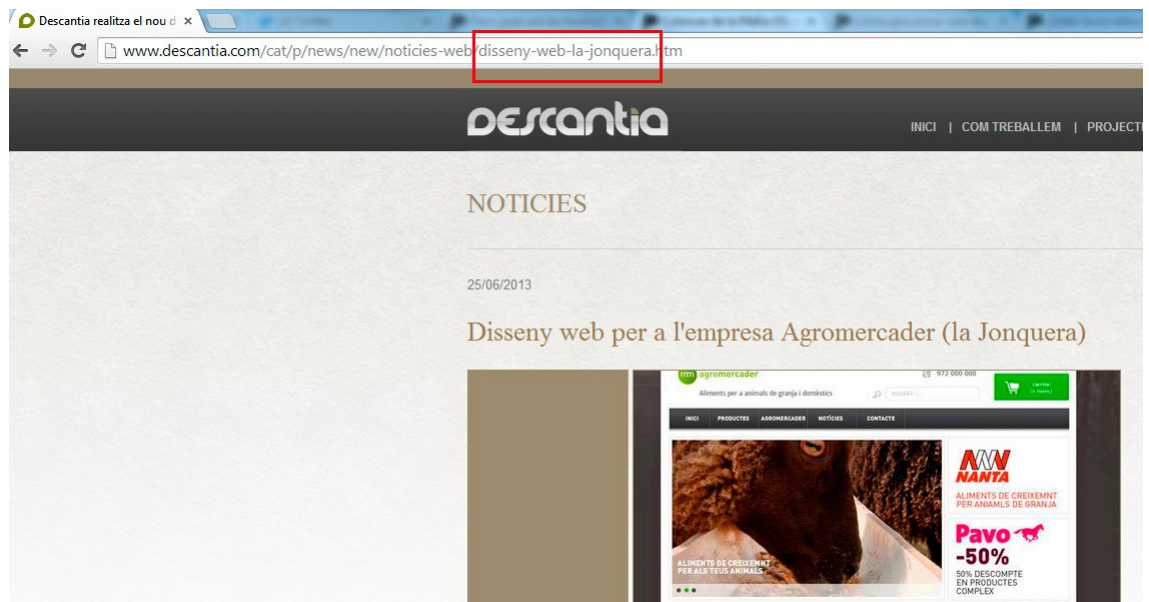 Descantia realitza el nou d
www.descantia.com/cat/p/news/new/noticies-web/disseny-web-la-jonquera.htm
Descantia
INICI | COM TREBALLEM | PROJECT
NOTICIES
25/06/2013
Disseny web per a l'empresa Agromercader (la Jonquera)
agromercader
972 000 000
Aliments per a animals de granja i domèstics
INICI PRODUCTES AGROMERCADER NOTÍCIES CONTACTE
NANTA
ALIMENTS DE CREIXEMNT
PER ANIAMLS DE GRANJA
Pavo
-50%
50% DESCOMPTE
EN PRODUCTES
COMPLEX
ALIMENTS DE CREIXEMNT
PER ALS TEUS ANIMALS